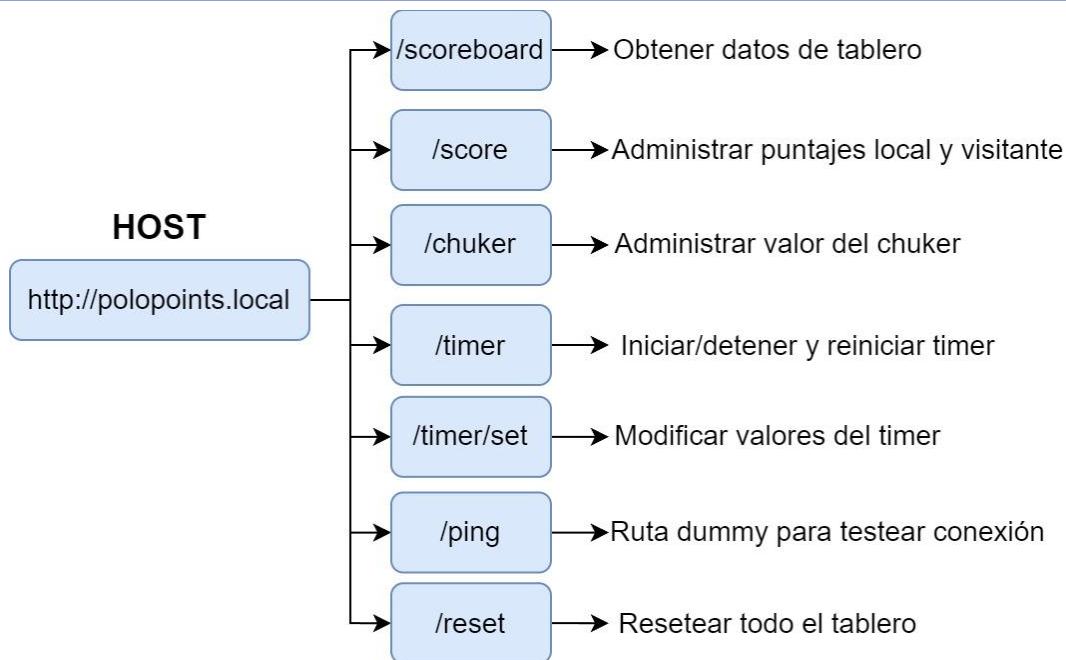 HOST
http://polopoints.local
/scoreboard
Obtener datos de tablero
/score
Administrar puntajes local y visitante
/chuker
Administrar valor del chuker
/timer
Iniciar/detener y reiniciar timer
/timer/set
Modificar valores del timer
/ping
Ruta dummy para testear conexión
/reset
Resetear todo el tablero